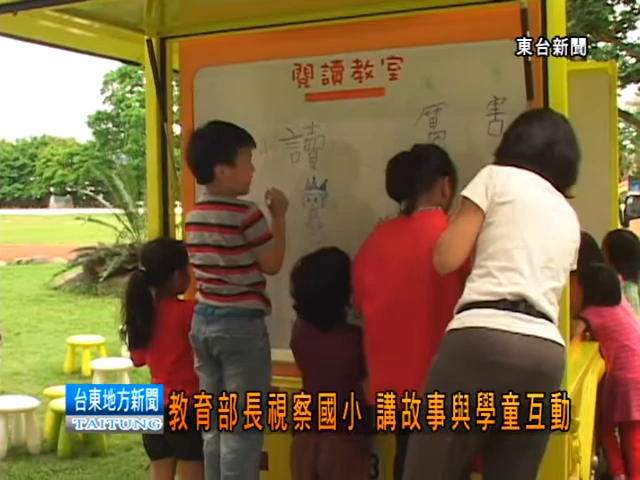 東台新聞
閱讀教室
讀
厲 害
台東地方新聞
TAITUNG
教育部長視察國小 講故事與學童互動